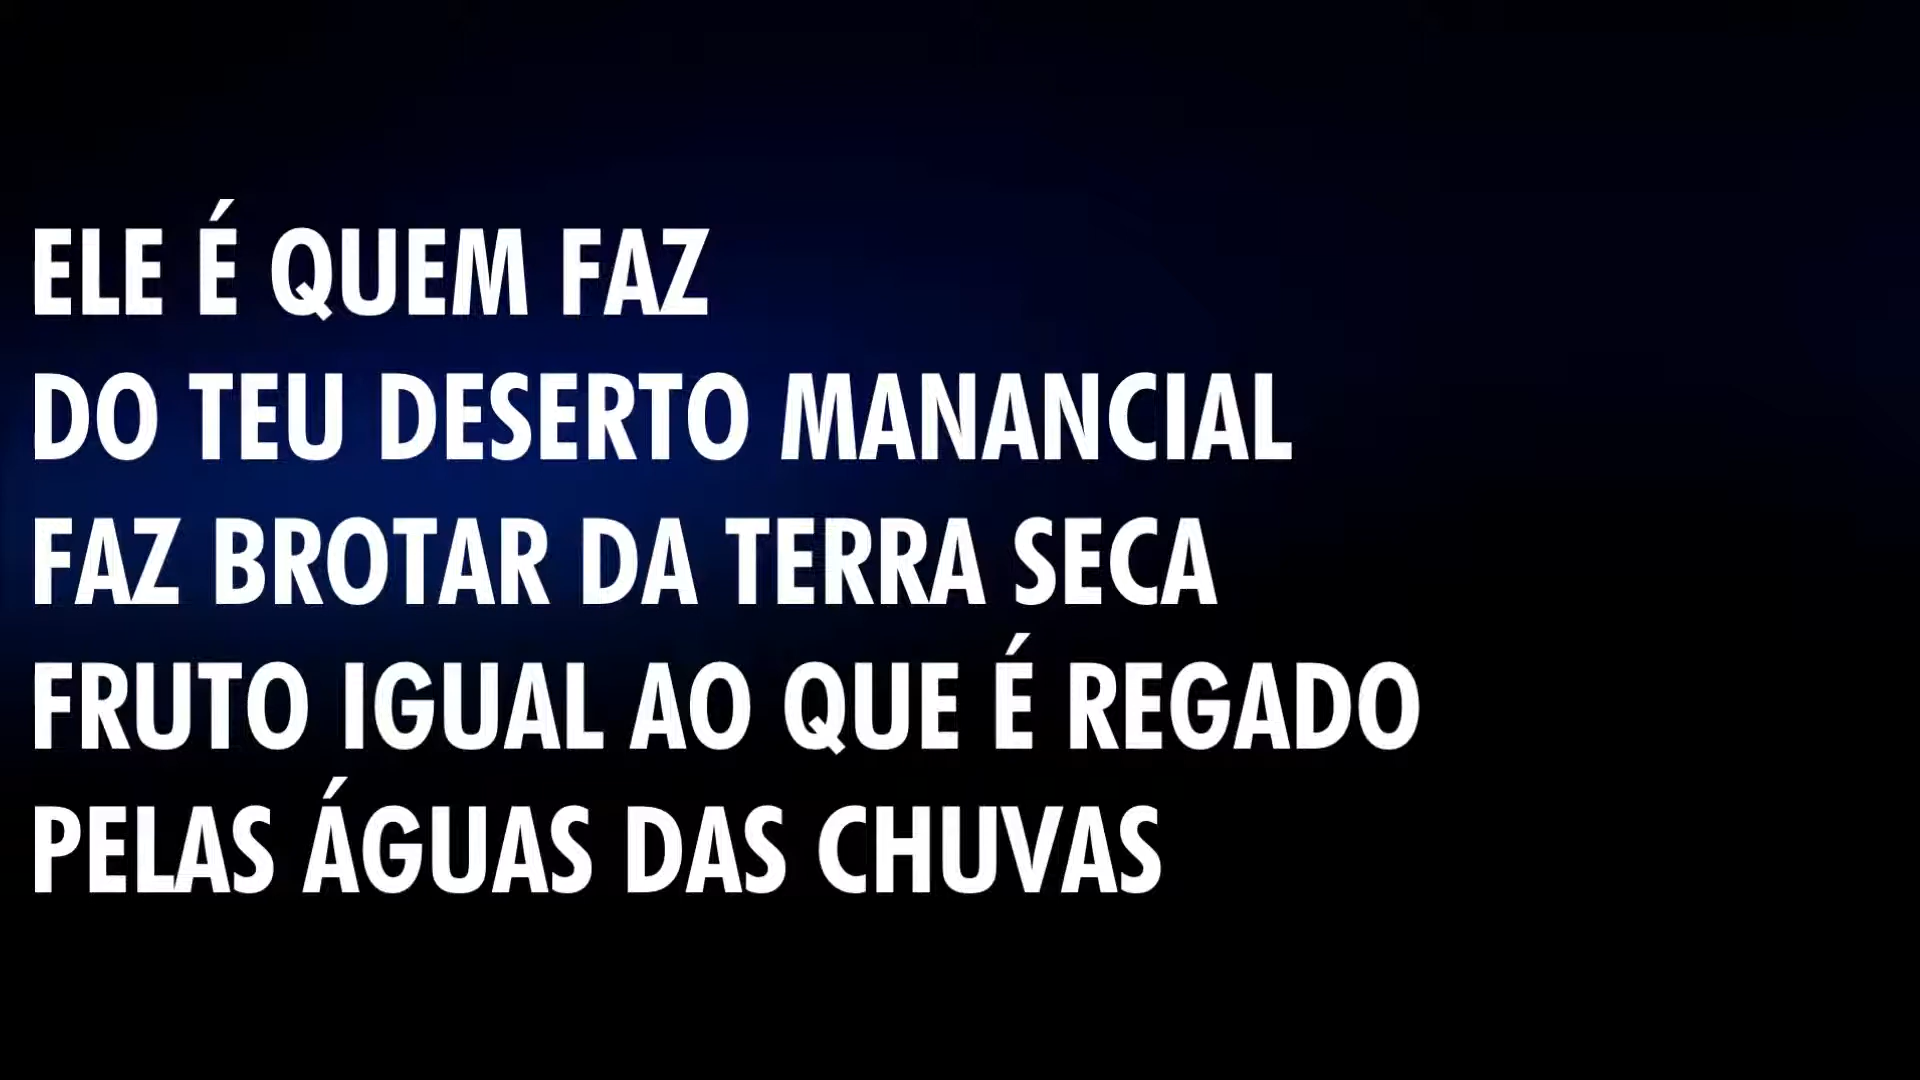 ELE É QUEM FAZ
DO TEU DESERTO MANANCIAL
FAZ BROTAR DA TERRA SECA
FRUTO IGUAL AO QUE É REGADO
PELAS ÁGUAS DAS CHUVAS